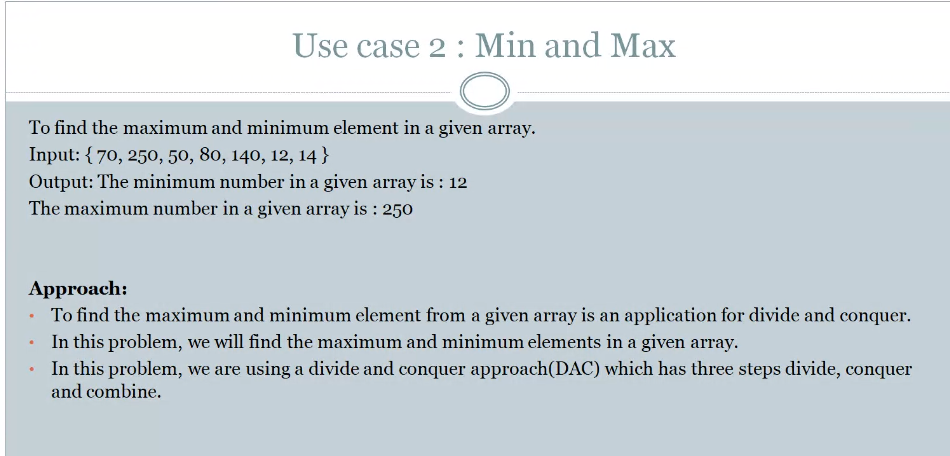 Use case 2 : Min and Max
To find the maximum and minimum element in a given array.
Input: { 70, 250, 50, 80, 140, 12, 14 }
Output: The minimum number in a given array is : 12
The maximum number in a given array is : 250
Approach:
• To find the maximum and minimum element from a given array is an application for divide and conquer.
• In this problem, we will find the maximum and minimum elements in a given array.
• In this problem, we are using a divide and conquer approach(DAC) which has three steps divide, conquer
and combine.